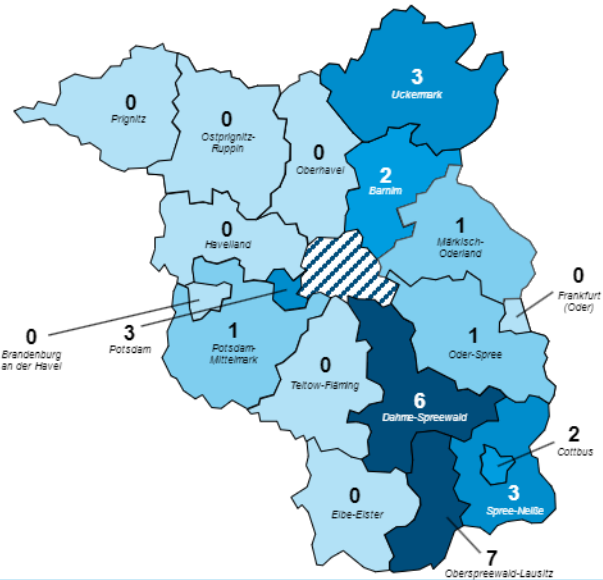 3
Uckermark
0
Prignitz
0
Ostprignitz-
Ruppin
0
Oberhavel
2
Barnim
0
Havelland
1
Märkisch-
Oderland
0
Frankfurt
(Oder)
0
Brandenburg
an der Havel
3
Potsdam
1
Potsdam-
Mittelmark
1
Oder-Spree
0
Teltow-Fläming
6
Dahme-Spreewald
2
Cottbus
0
Elbe-Elster
3
Spree-Neiße
7
Oberspreewald-Lausitz